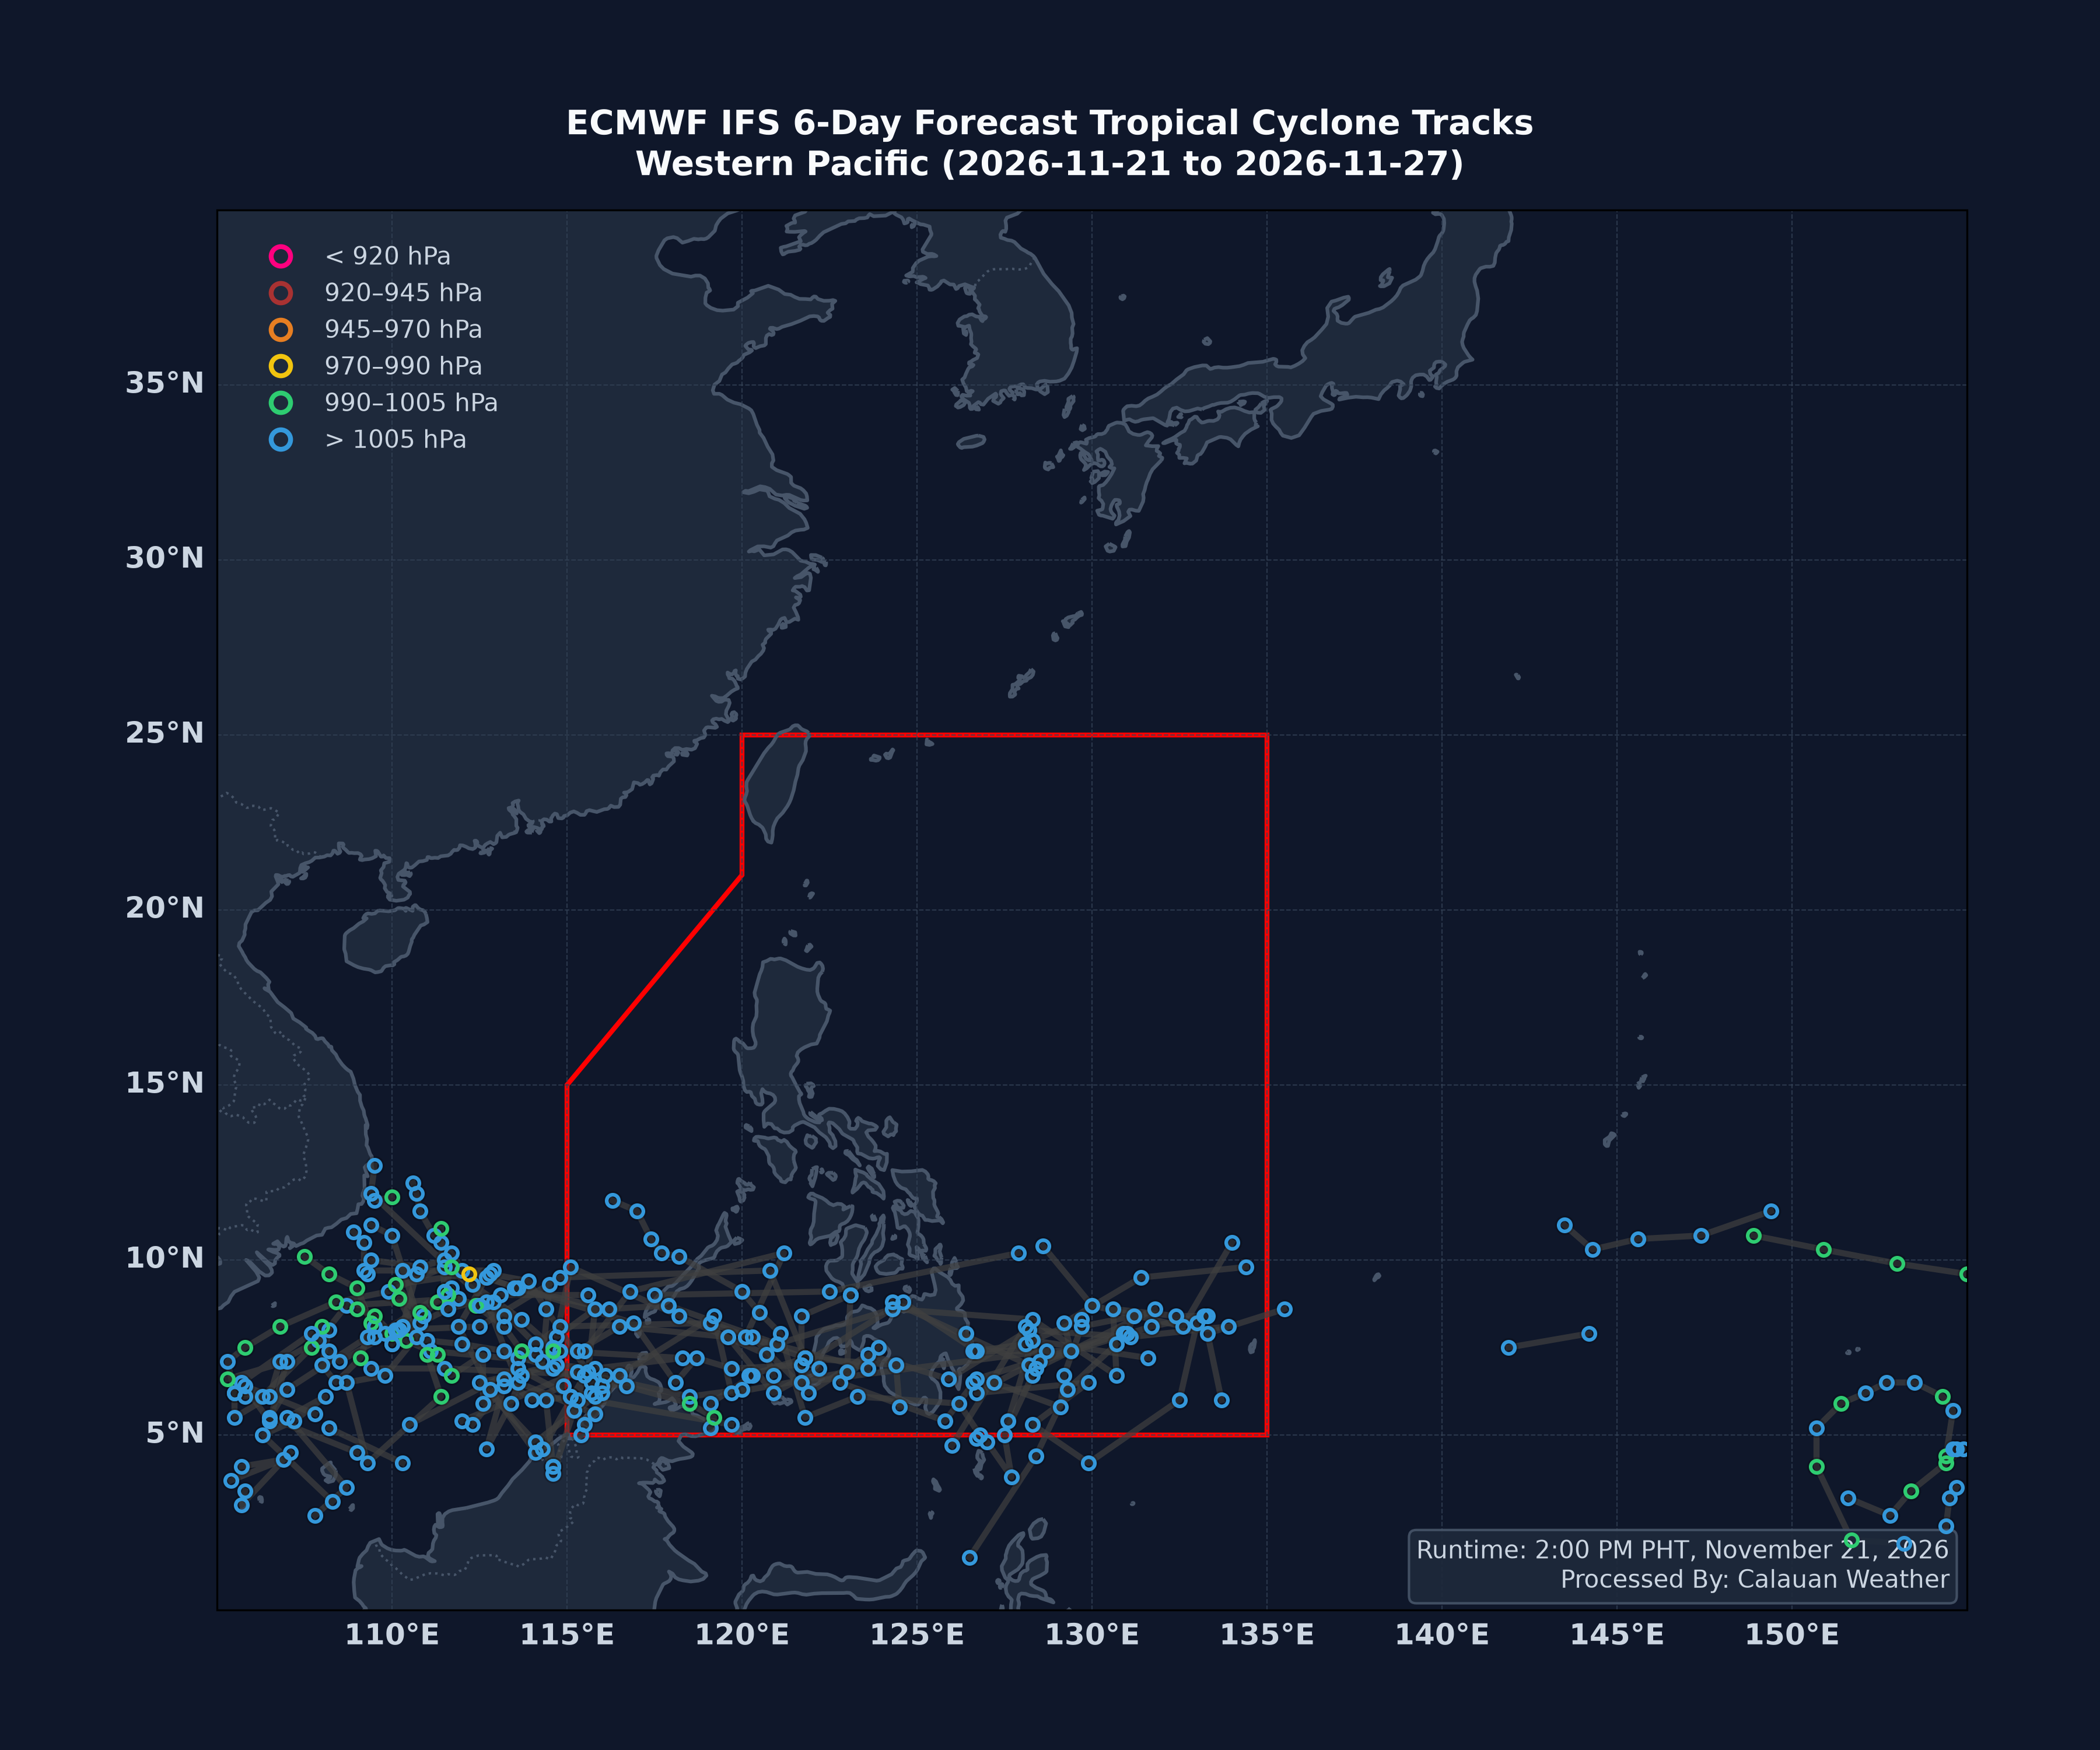 ECMWF IFS 6-Day Forecast Tropical Cyclone Tracks
Western Pacific (2026-11-21 to 2026-11-27)
< 920 hPa
920–945 hPa
945–970 hPa
970–990 hPa
990–1005 hPa
> 1005 hPa
35°N
30°N
25°N
20°N
15°N
10°N
5°N
Runtime: 2:00 PM PHT, November 21, 2026
Processed By: Calauan Weather
110°E 115°E 120°E 125°E 130°E 135°E 140°E 145°E 150°E